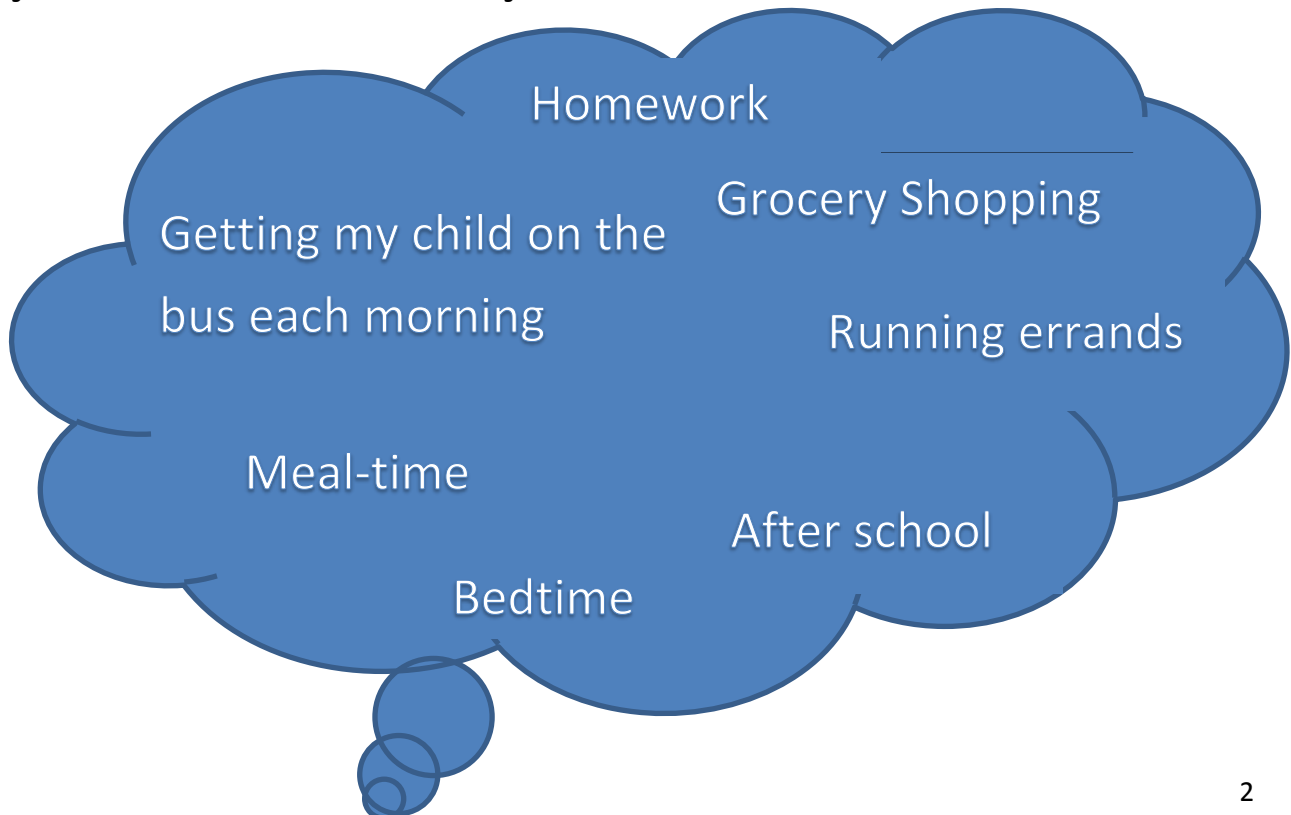 Homework
Grocery Shopping
Getting my child on the
bus each morning
Running errands
Meal-time
After school
Bedtime
2